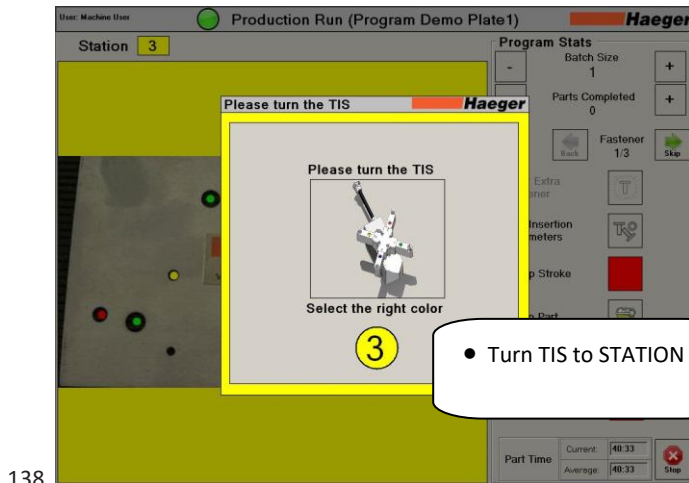 User: Machine User
Production Run (Program Demo Plate1)
Haeger
Station 3
Program Stats
Batch Size
- 1 +
Parts Completed
0 +
Back
Fastener
1/3
Skip
Extra
T
Insertion
Stroke
Part
Please turn the TIS
Haeger
Please turn the TIS
Select the right color
3
• Turn TIS to STATION
Part Time
Current: 40:33
Average: 40:33
Stop
138